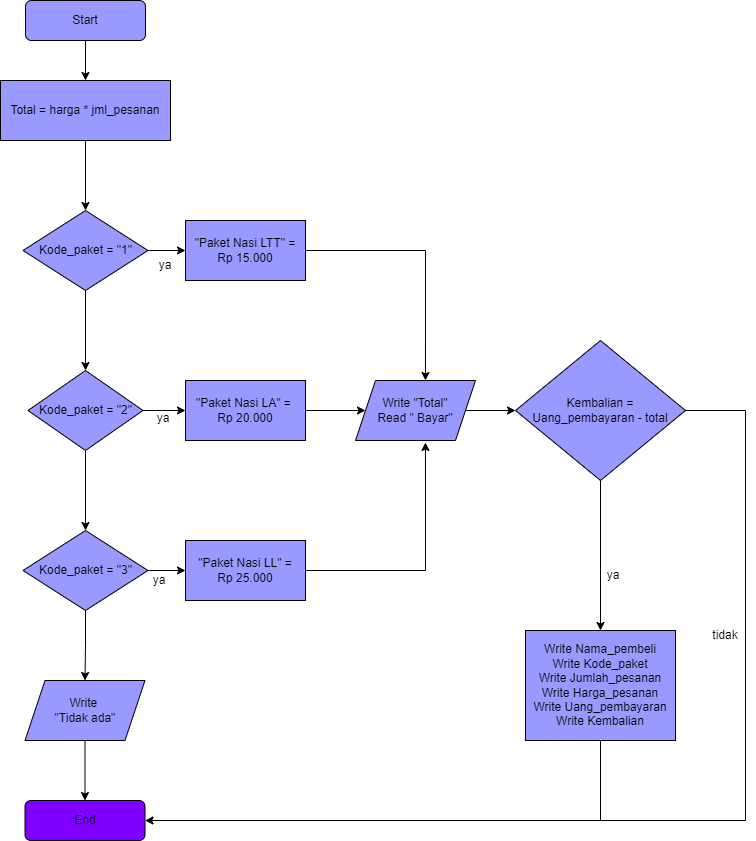 Start
Total = harga * jml_pesanan
Kode_paket = "1"
ya
"Paket Nasi LTT" =
Rp 15.000
Kode_paket = "2"
ya
"Paket Nasi LA" =
Rp 20.000
Write "Total"
Read " Bayar"
Kembalian =
Uang_pembayaran - total
Kode_paket = "3"
ya
"Paket Nasi LL" =
Rp 25.000
ya
tidak
Write Nama_pembeli
Write Kode_paket
Write Jumlah_pesanan
Write Harga_pesanan
Write Uang_pembayaran
Write Kembalian
Write
"Tidak ada"
End